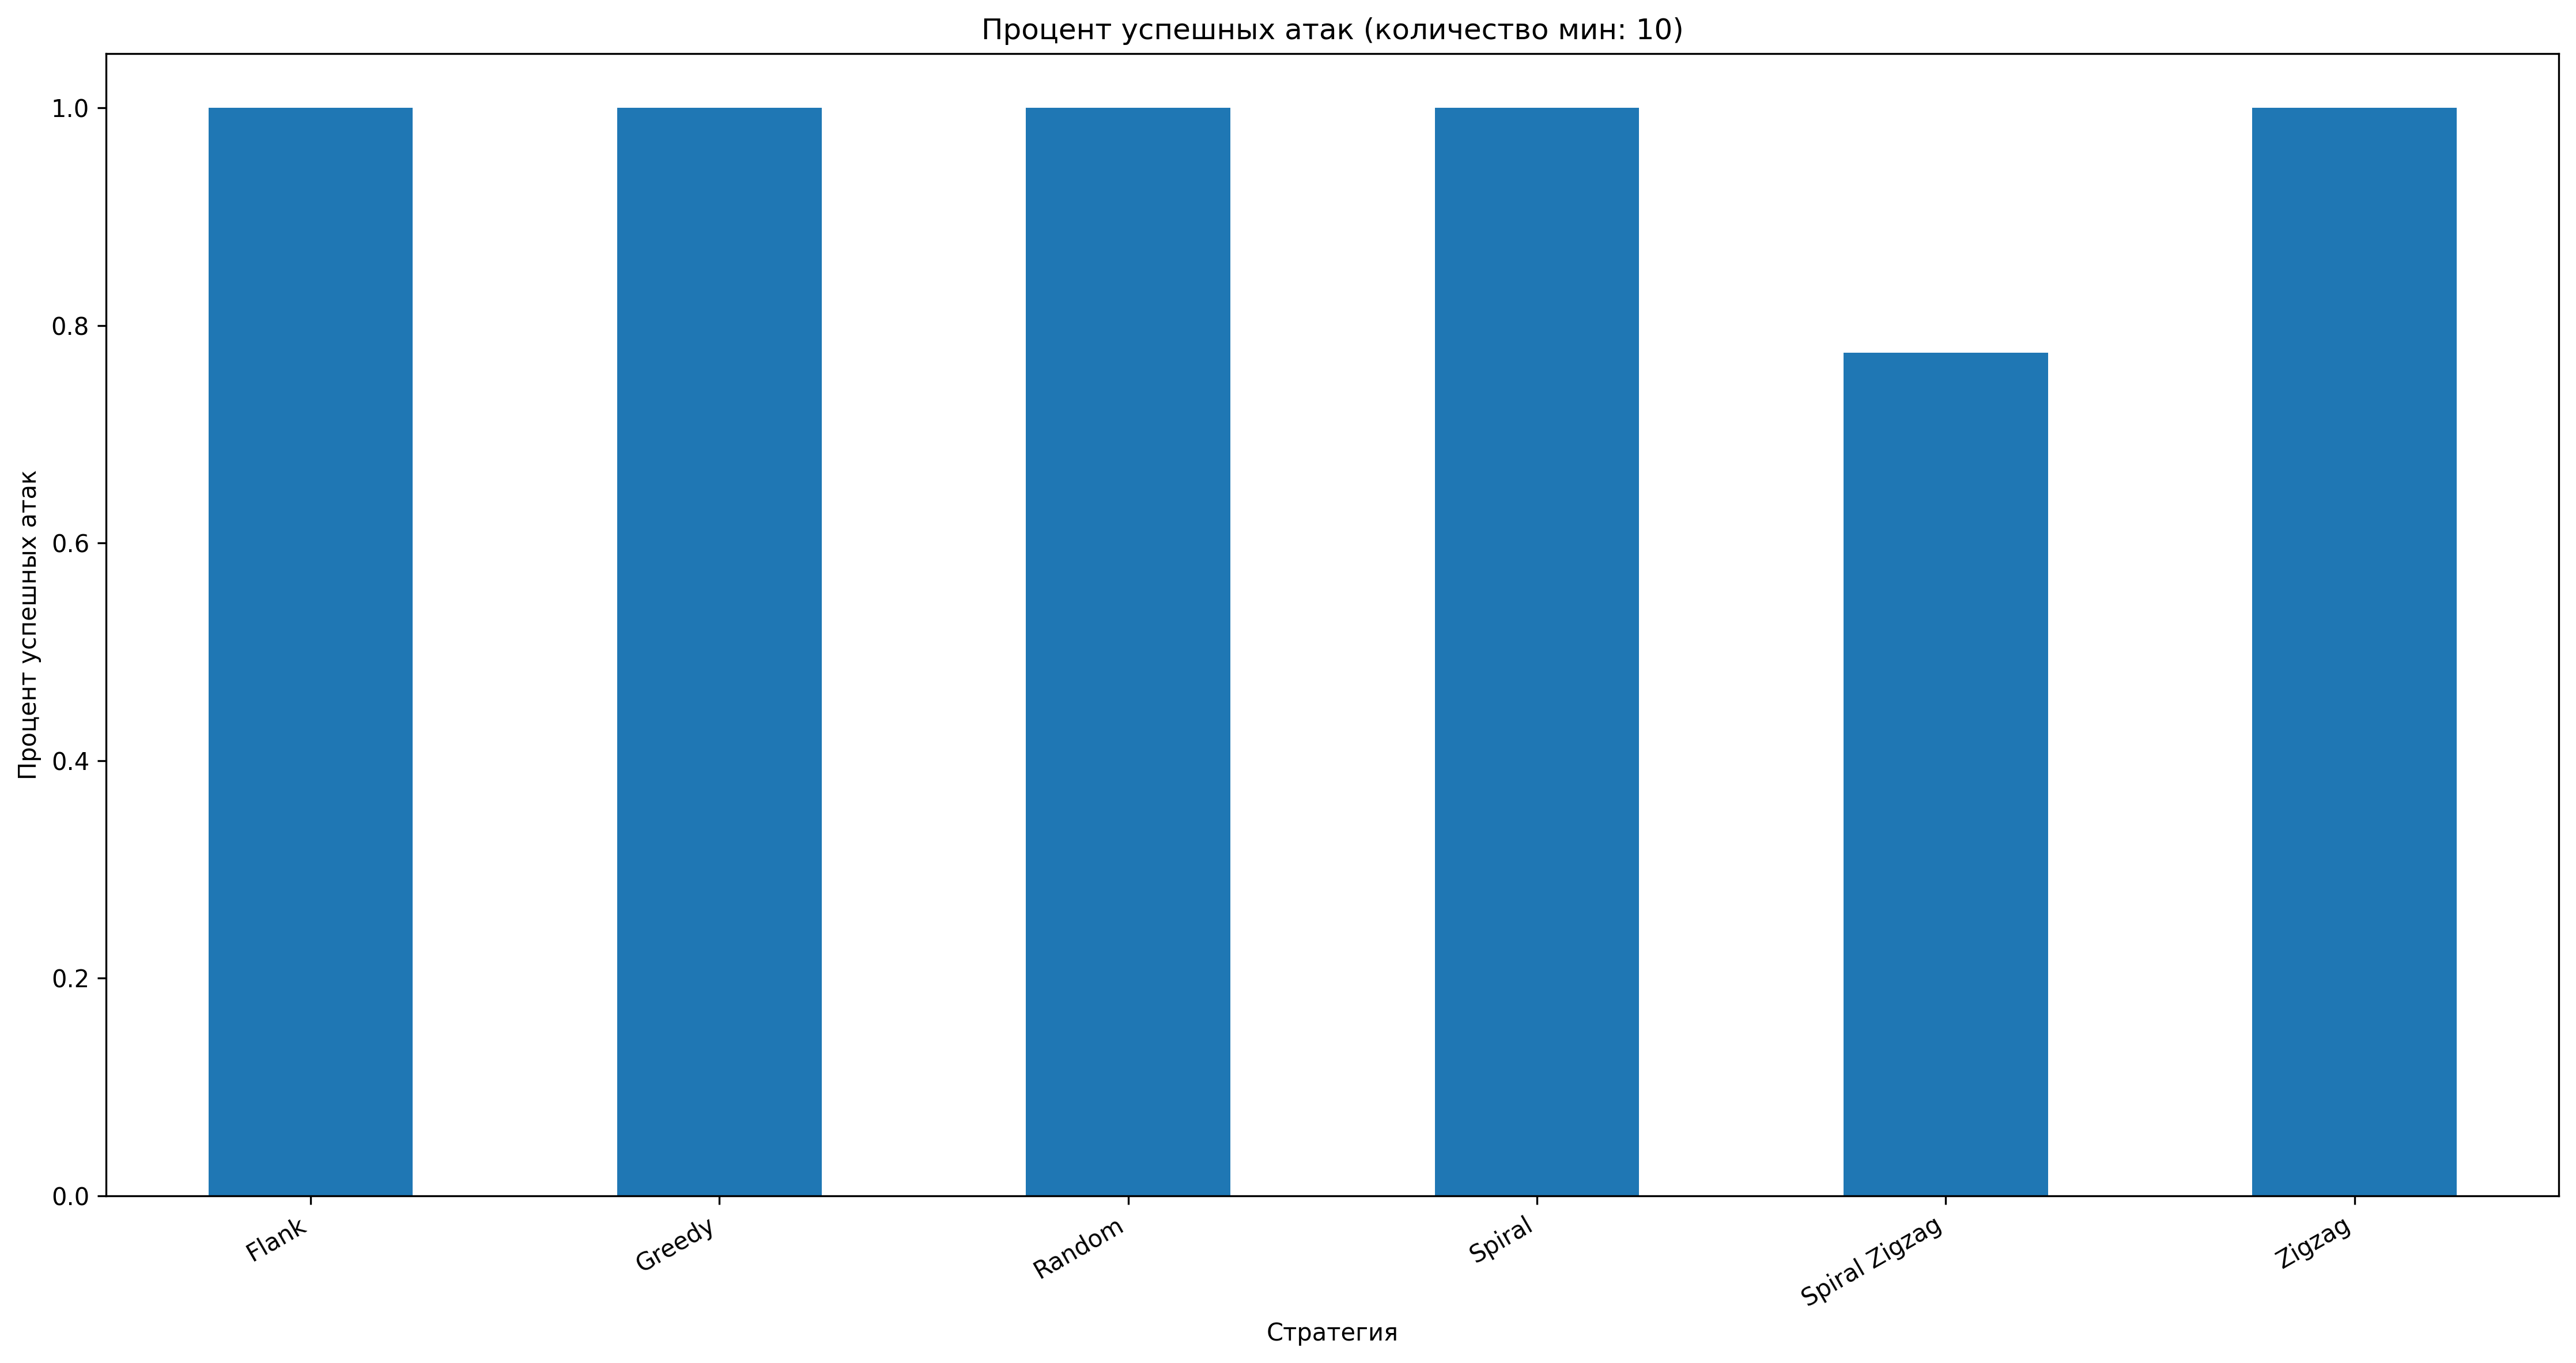 Процент успешных атак (количество мин: 10)
Процент успешных атак
1.0
0.8
0.6
0.4
0.2
0.0
Flank
Greedy
Random
Spiral
Spiral Zigzag
Zigzag
Стратегия